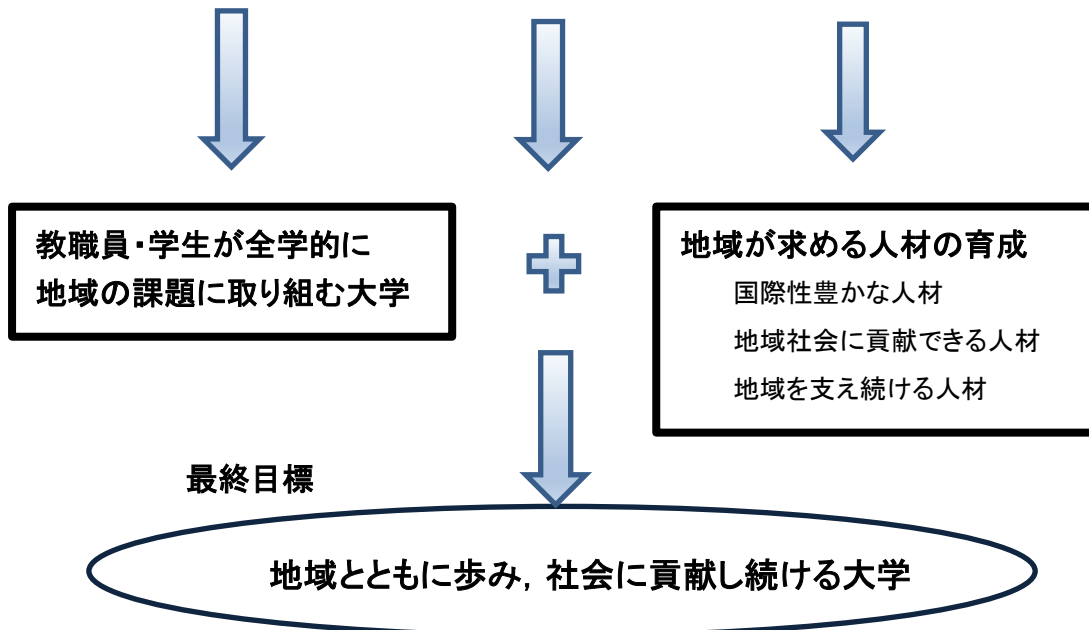 教職員・学生が全学的に
地域の課題に取り組む大学
地域が求める人材の育成
国際性豊かな人材
地域社会に貢献できる人材
地域を支え続ける人材
最終目標
地域とともに歩み，社会に貢献し続ける大学